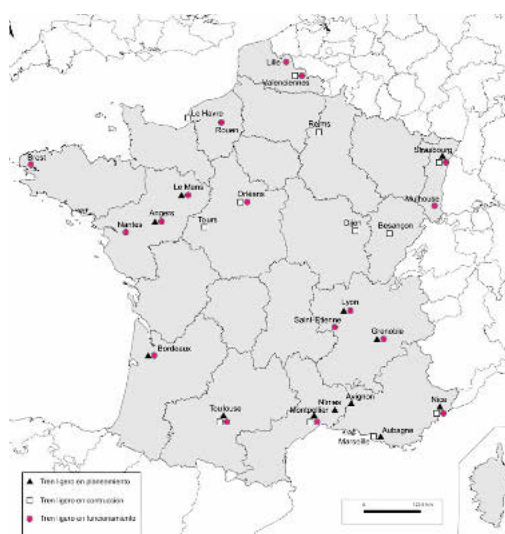 Lille
Valenciennes
Le Havre
Rouen
Reims
Strasbourg
Brest
Le Mans
Orléans
Mulhouse
Angers
Nantes
Tours
Dijon
Besançon
Lyon
Saint-Etienne
Grenoble
Bordeaux
Toulouse
Montpellier
Nîmes
Avignon
Nice
Marseille
Aubagne
Tren ligero en planeamiento
Tren ligero en contrucción
Tren ligero en funcionamiento
0